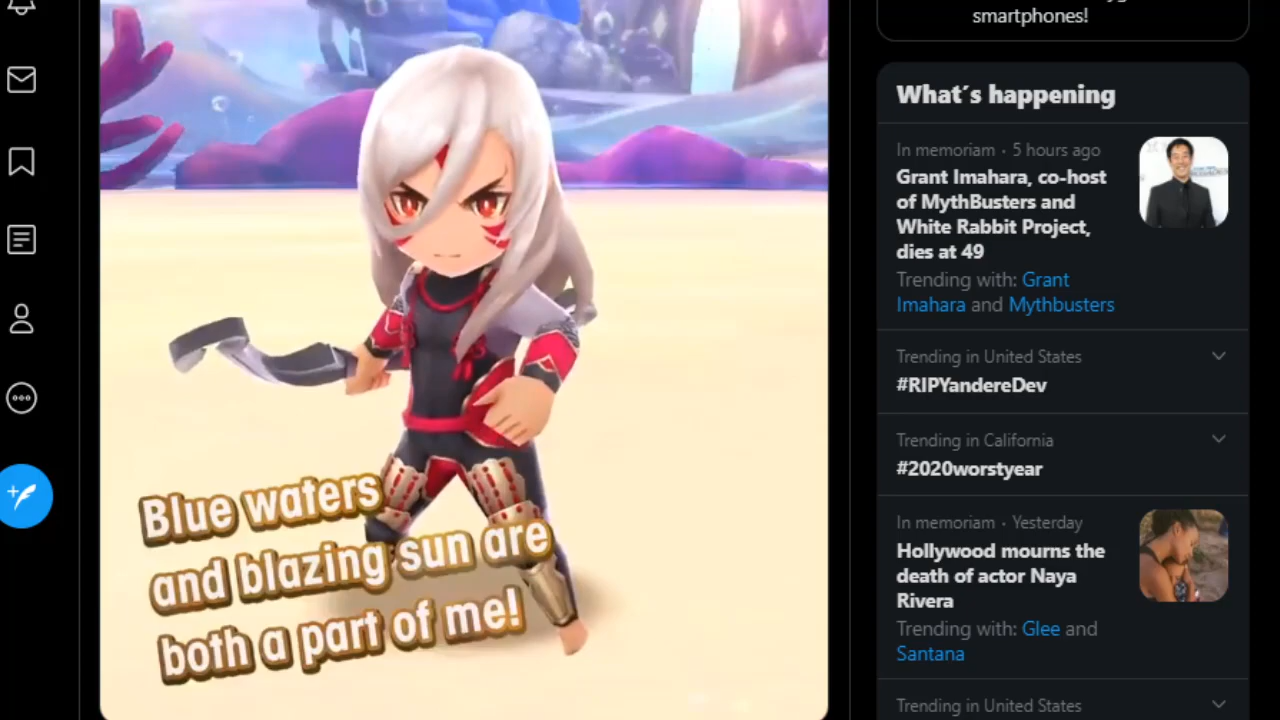 Blue waters
and blazing sun are
both a part of me!
smartphones!
What´s happening
In memoriam · 5 hours ago
Grant Imahara, co-host
of MythBusters and
White Rabbit Project,
dies at 49
Trending with: Grant
Imahara and Mythbusters
Trending in United States
#RIPYandereDev
Trending in California
#2020worstyear
In memoriam · Yesterday
Hollywood mourns the
death of actor Naya
Rivera
Trending with: Glee and
Santana
Trending in United States